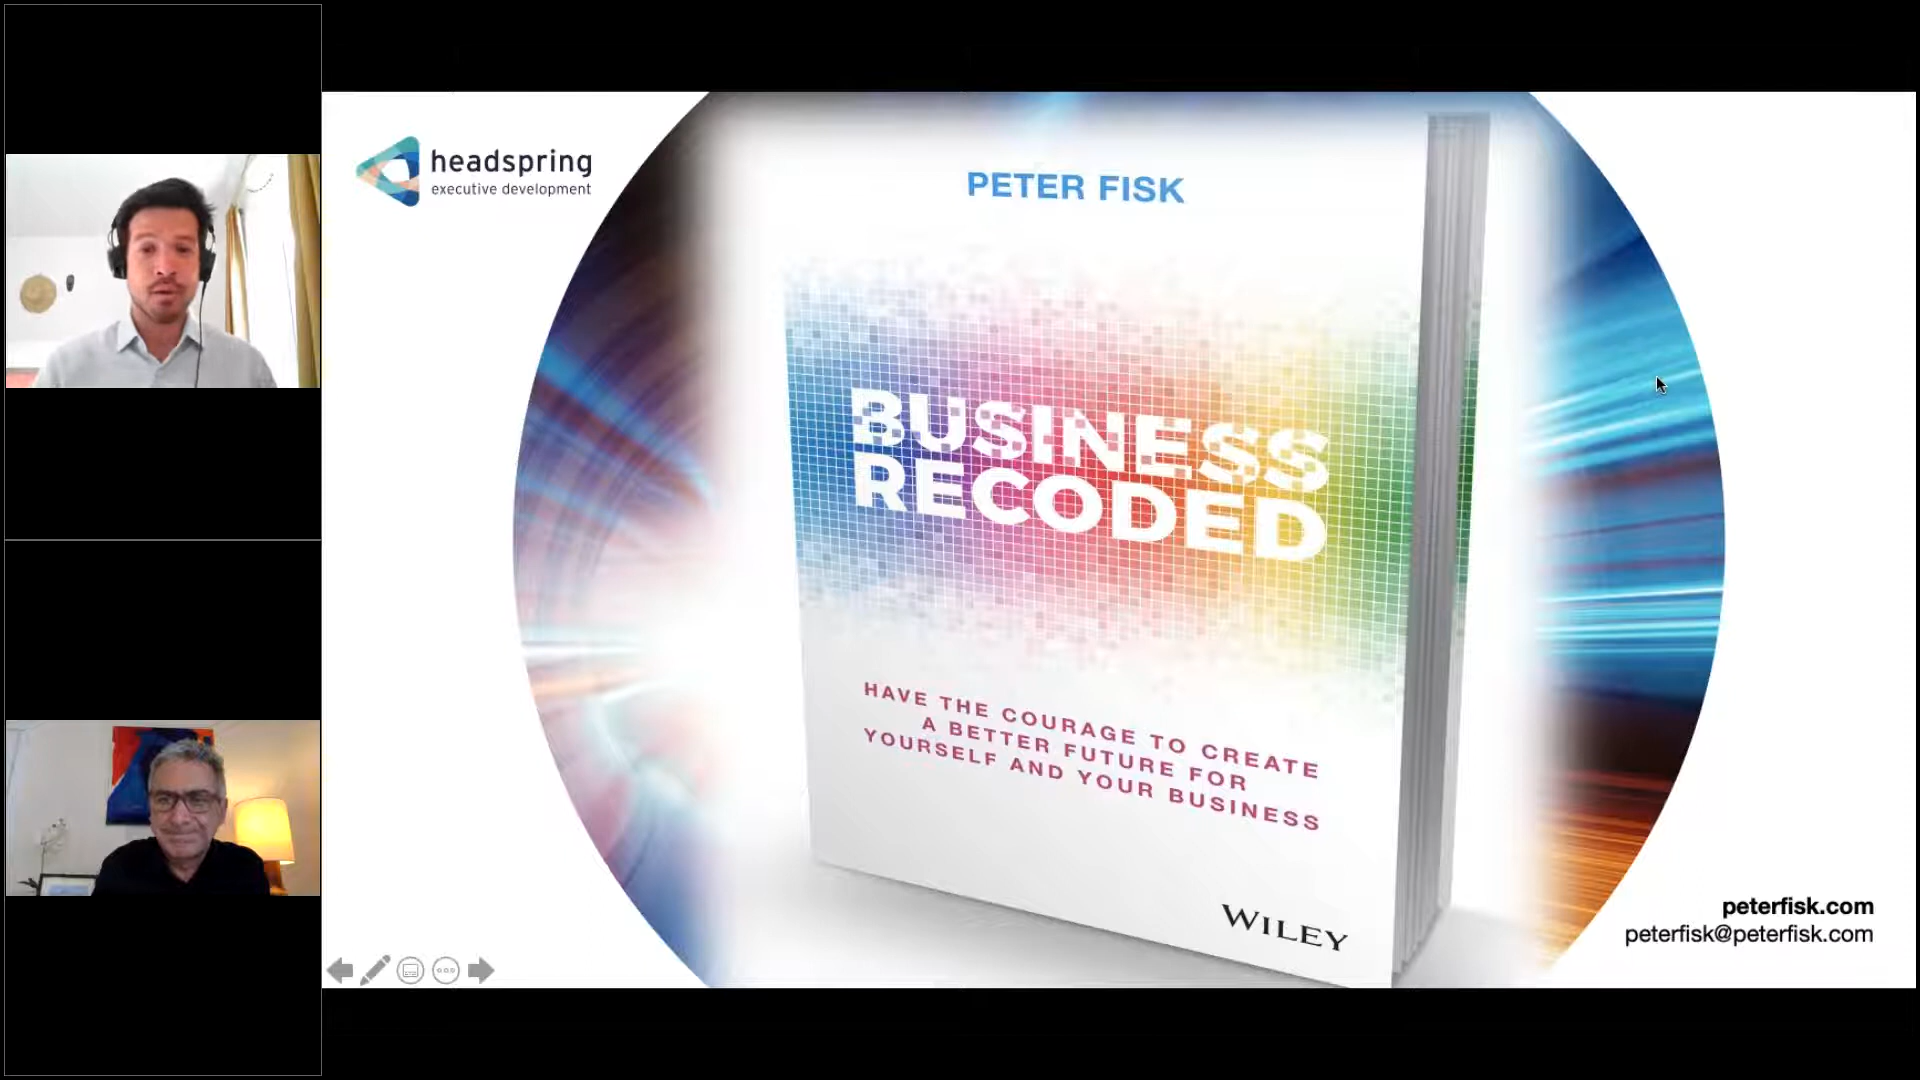 headspring
executive development
PETER FISK
BUSINESS
RECODED
HAVE THE COURAGE TO CREATE
A BETTER FUTURE FOR
YOURSELF AND YOUR BUSINESS
WILEY
peterfisk.com
peterfisk@peterfisk.com